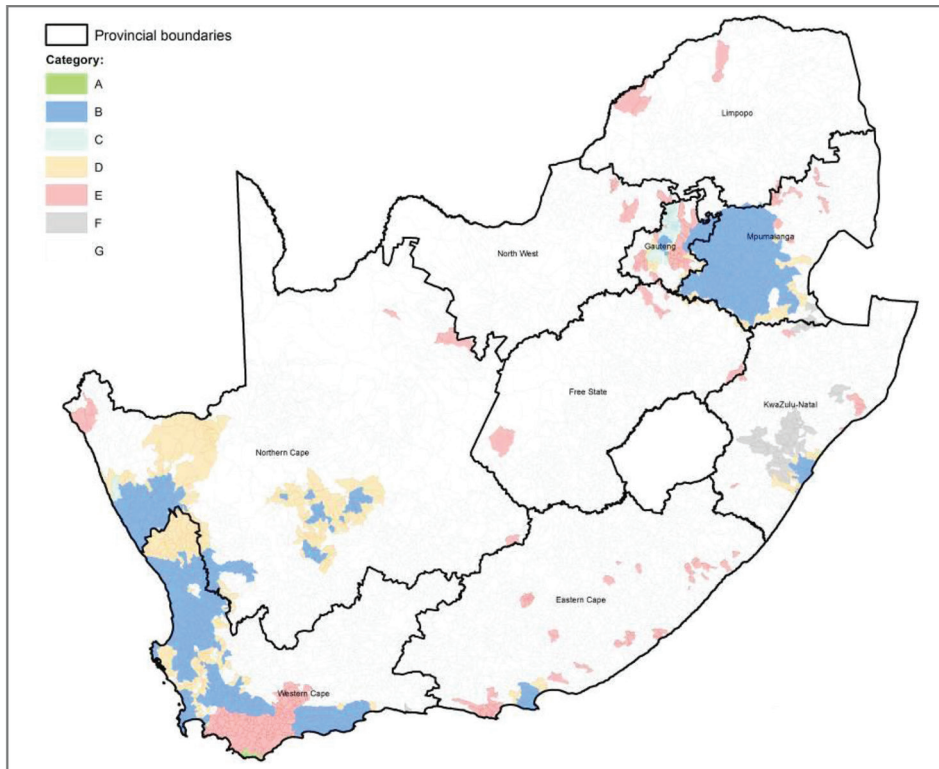 Provincial boundaries
Category:
A
B
C
D
E
F
G
Limpopo
North West
Gauteng
Mpumalanga
Free State
KwaZulu-Natal
Northern Cape
Eastern Cape
Western Cape